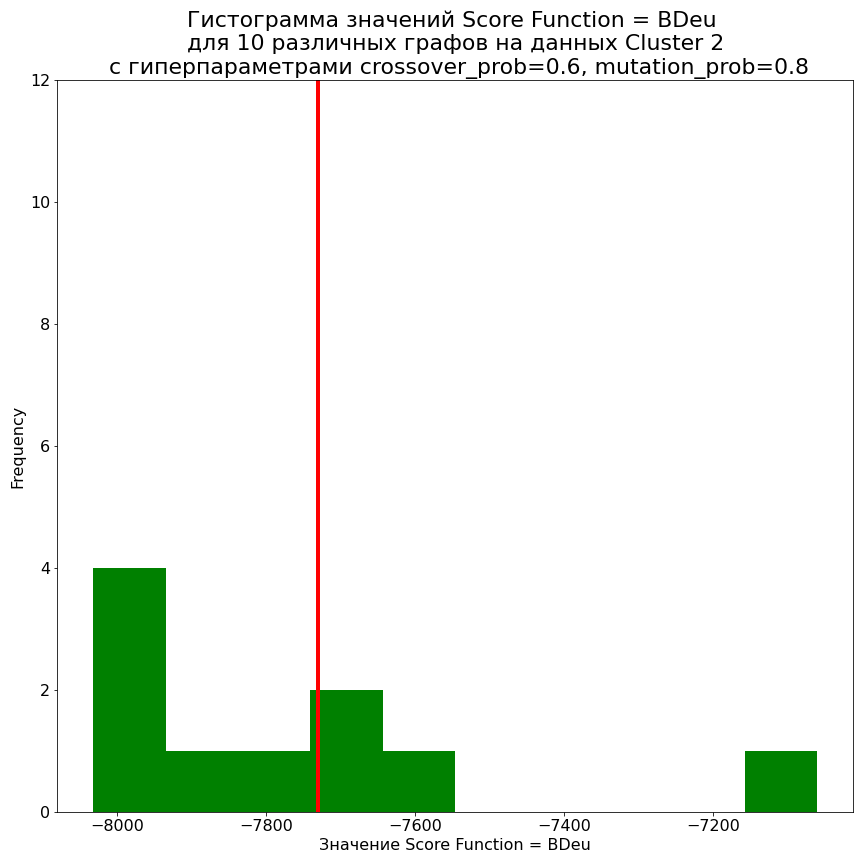 Гистограмма значений Score Function = BDeu
для 10 различных графов на данных Cluster 2
с гиперпараметрами crossover_prob=0.6, mutation_prob=0.8
12
10
8
6
4
2
0
Frequency
−8000 −7800 −7600 −7400 −7200
Значение Score Function = BDeu